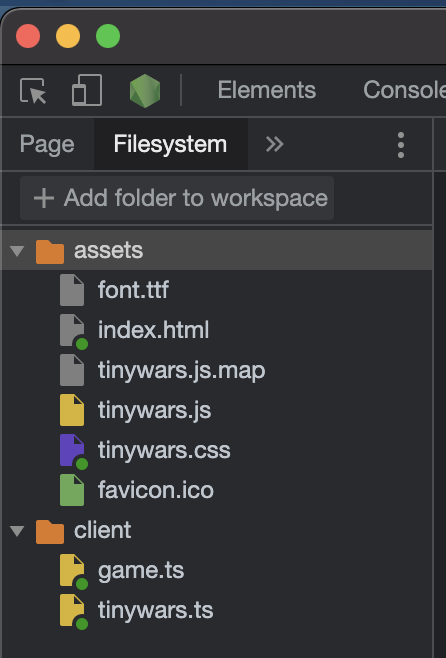 Elements Console
Page Filesystem »
+ Add folder to workspace
assets
font.ttf
index.html
tinywars.js.map
tinywars.js
tinywars.css
favicon.ico
client
game.ts
tinywars.ts